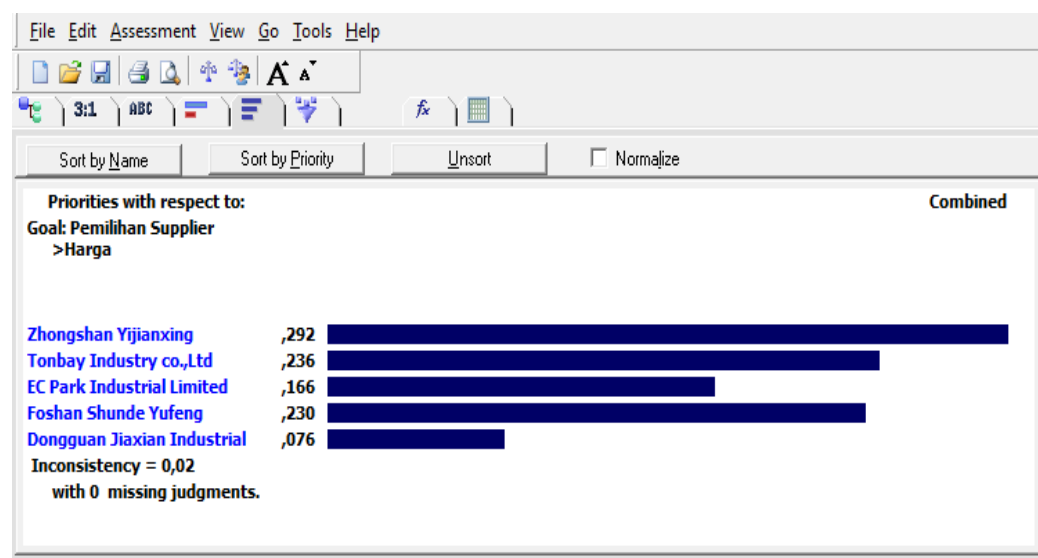 File Edit Assessment View Go Tools Help
A A
3:1 ABC fx
Sort by Name Sort by Priority Unsort Normalize
Priorities with respect to: Combined
Goal: Pemilihan Supplier
>Harga
Zhongshan Yijianxing ,292
Tonbay Industry co.,Ltd ,236
EC Park Industrial Limited ,166
Foshan Shunde Yufeng ,230
Dongguan Jiaxian Industrial ,076
Inconsistency = 0,02
with 0 missing judgments.